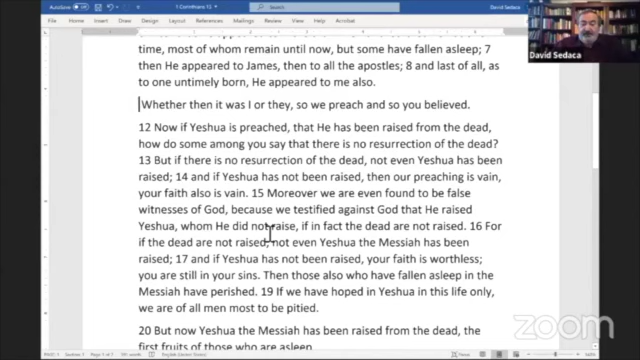 AutoSave
1 Corinthians 15
David Sedaca
David Sedaca
time, most of whom remain until now, but some have fallen asleep; 7
then He appeared to James, then to all the apostles; 8 and last of all, as
to one untimely born, He appeared to me also.
Whether then it was I or they, so we preach and so you believed.
12 Now if Yeshua is preached, that He has been raised from the dead,
how do some among you say that there is no resurrection of the dead?
13 But if there is no resurrection of the dead, not even Yeshua has been
raised; 14 and if Yeshua has not been raised, then our preaching is vain,
your faith also is vain. 15 Moreover we are even found to be false
witnesses of God, because we testified against God that He raised
Yeshua, whom He did not raise, if in fact the dead are not raised. 16 For
if the dead are not raised, not even Yeshua the Messiah has been
raised; 17 and if Yeshua has not been raised, your faith is worthless;
you are still in your sins. Then those also who have fallen asleep in the
Messiah have perished. 19 If we have hoped in Yeshua in this life only,
we are of all men most to be pitied.
20 But now Yeshua the Messiah has been raised from the dead, the
first fruits of those who are asleep
zoom